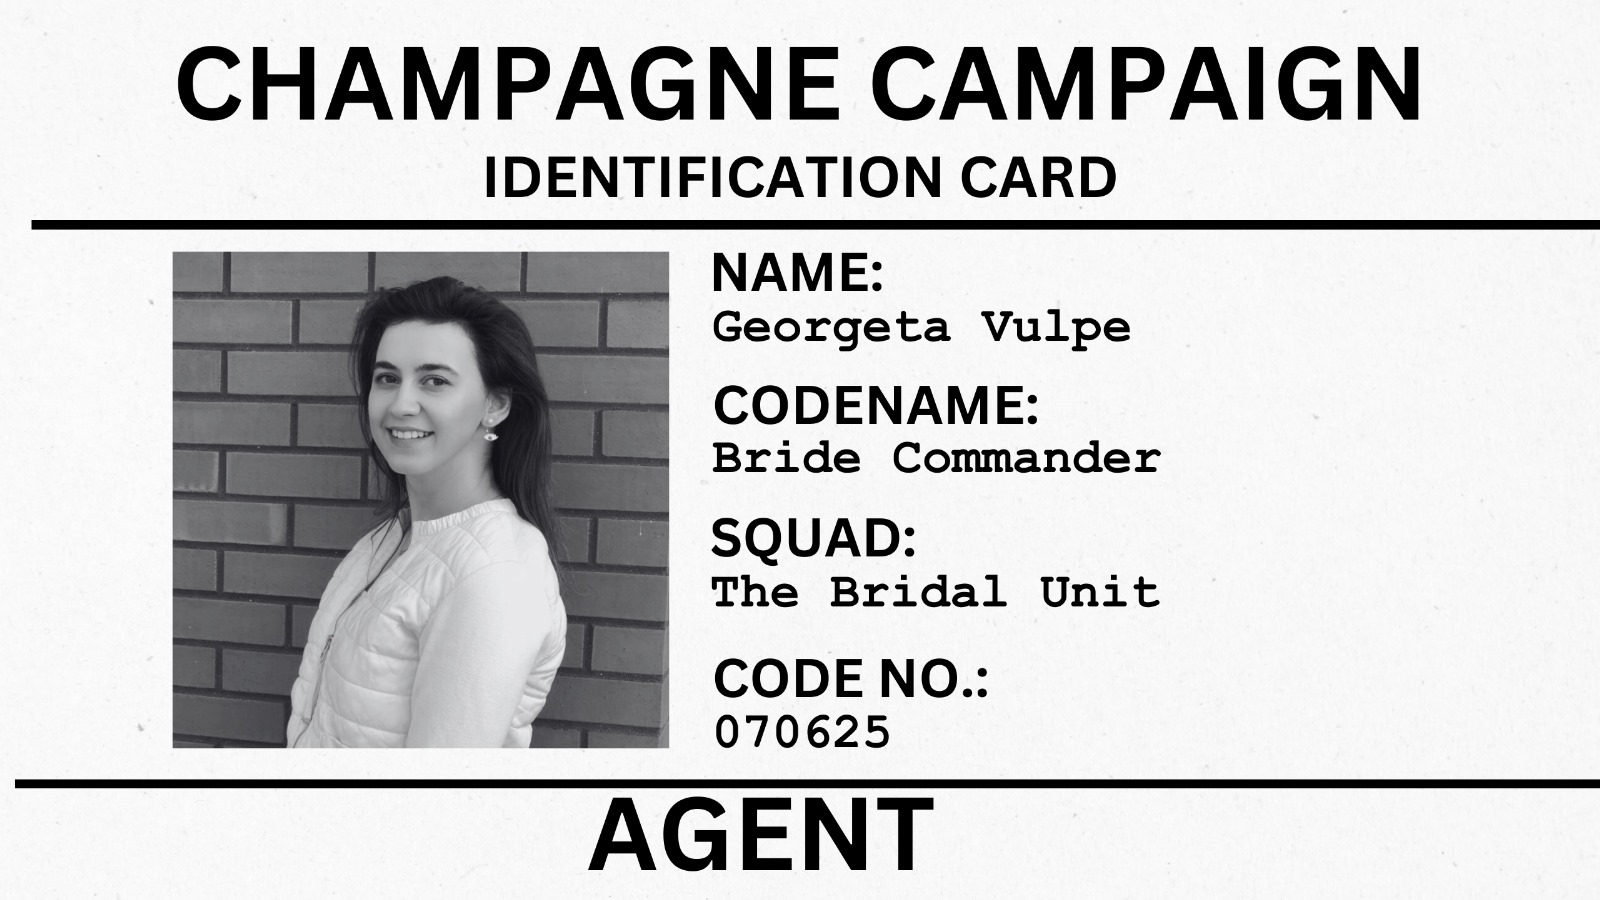 CHAMPAGNE CAMPAIGN
IDENTIFICATION CARD
NAME:
Georgeta Vulpe
CODENAME:
Bride Commander
SQUAD:
The Bridal Unit
CODE NO.:
070625
AGENT